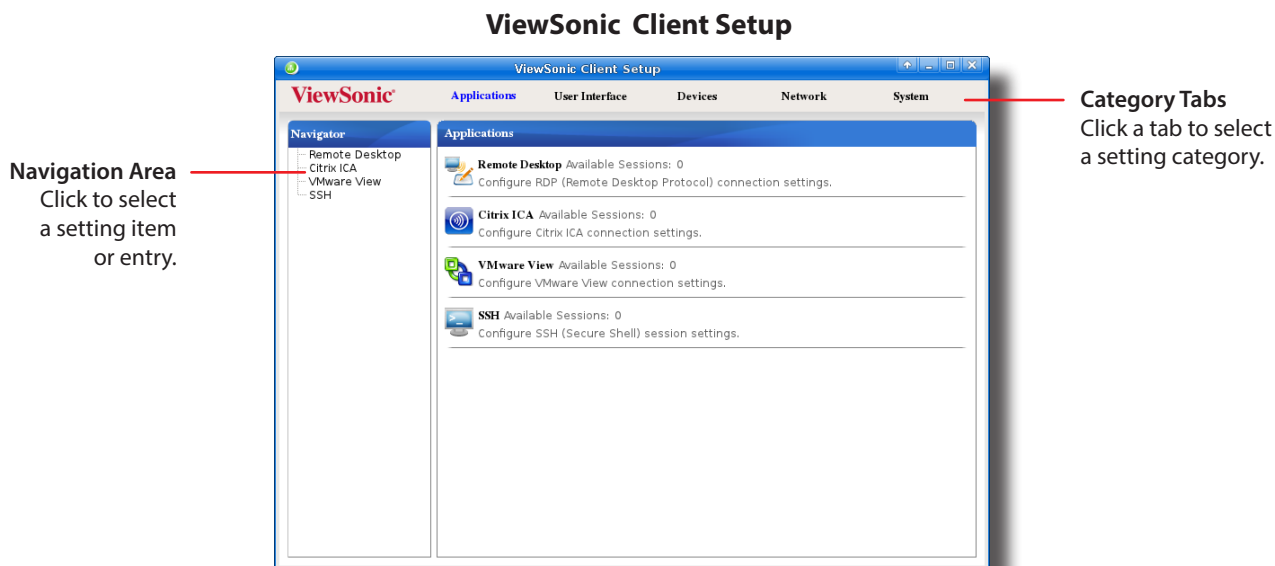 ViewSonic Client Setup
ViewSonic Client Setup
ViewSonic®
Applications
User Interface
Devices
Network
System
Navigator
Remote Desktop
Citrix ICA
VMware View
SSH
Applications
Remote Desktop Available Sessions: 0
Configure RDP (Remote Desktop Protocol) connection settings.
Citrix ICA Available Sessions: 0
Configure Citrix ICA connection settings.
VMware View Available Sessions: 0
Configure VMware View connection settings.
SSH Available Sessions: 0
Configure SSH (Secure Shell) session settings.
Navigation Area
Click to select
a setting item
or entry.
Category Tabs
Click a tab to select
a setting category.